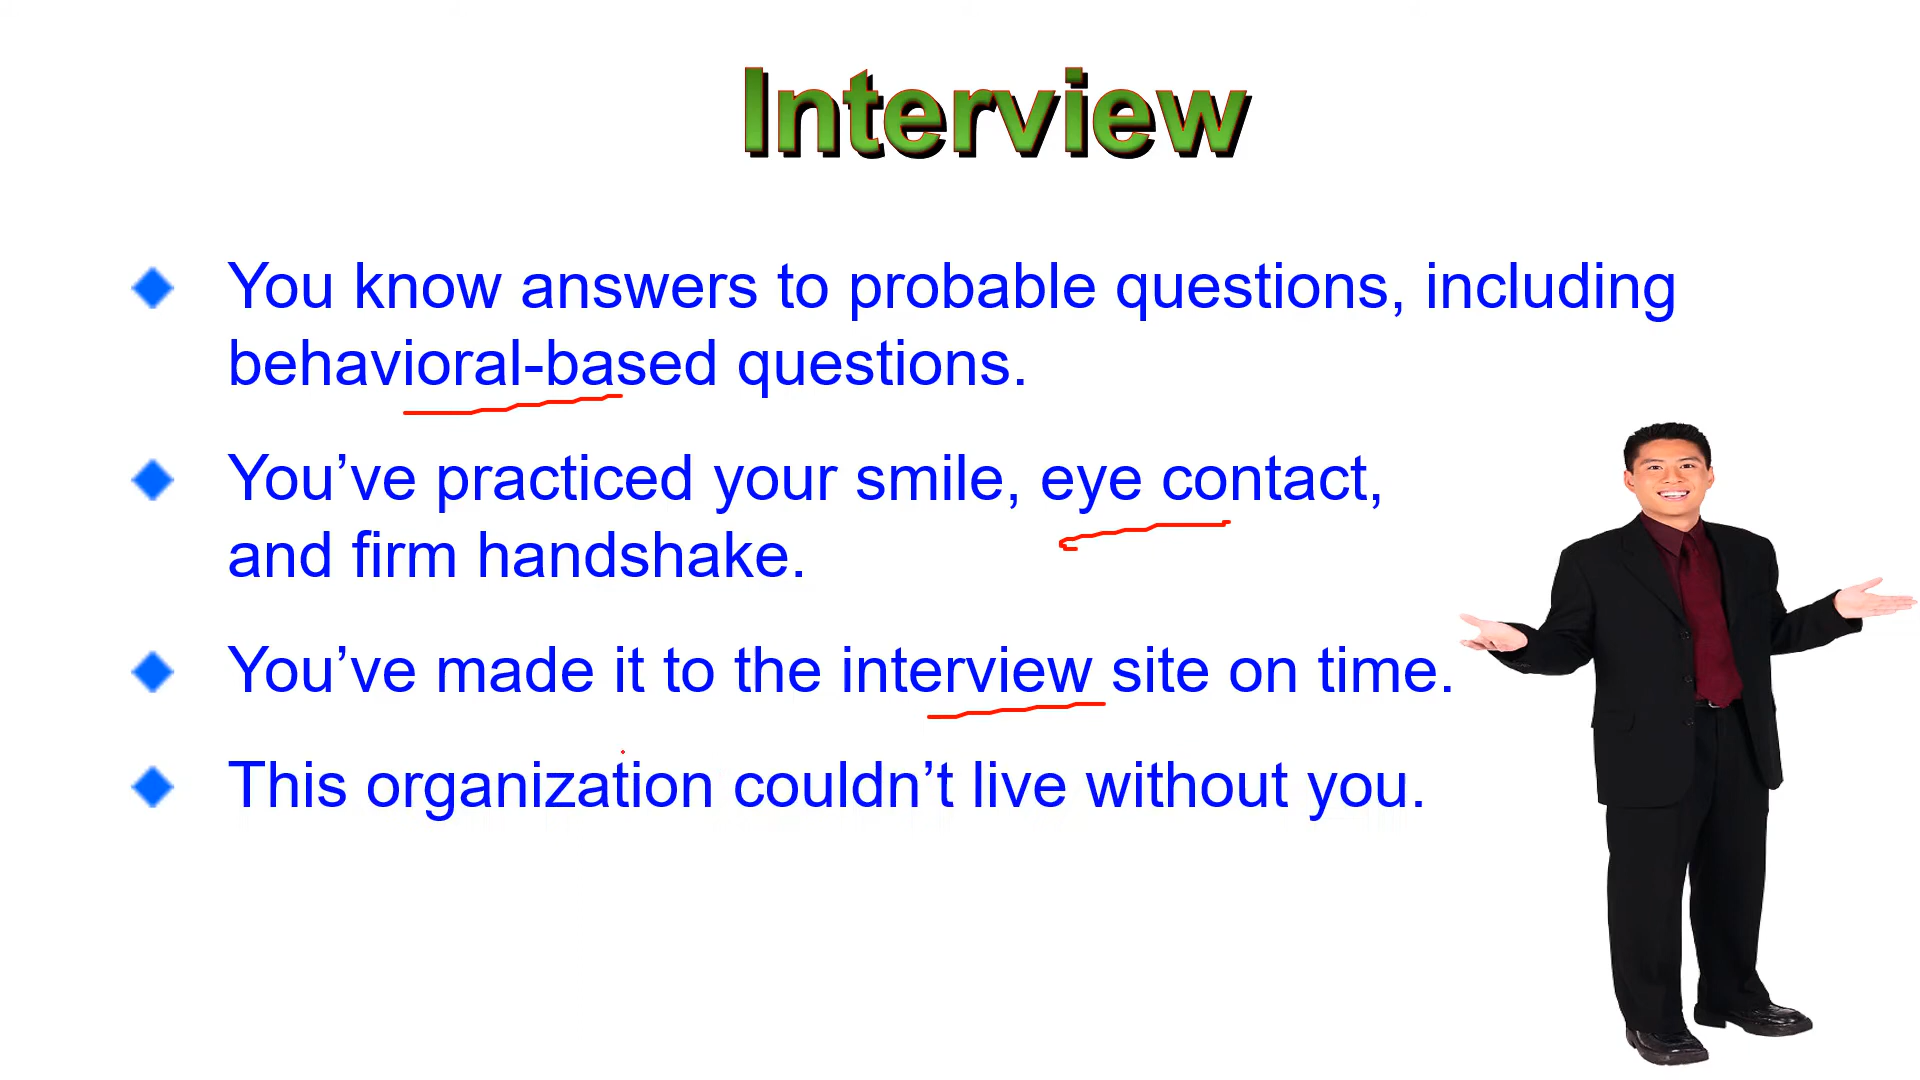 Interview
You know answers to probable questions, including
behavioral-based questions.
You’ve practiced your smile, eye contact,
and firm handshake.
You’ve made it to the interview site on time.
This organization couldn’t live without you.